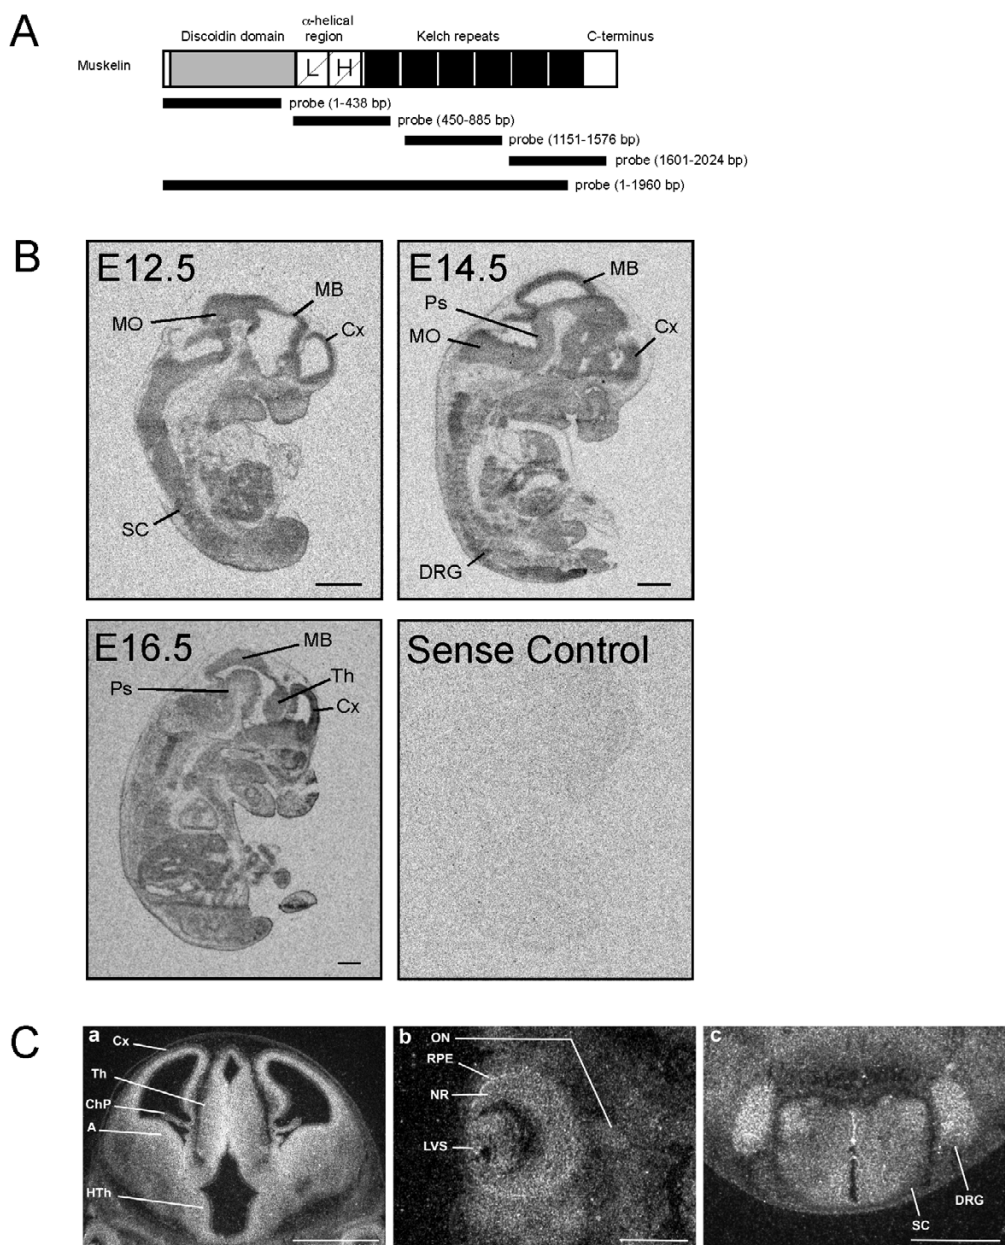 A
Discoidin domain
α-helical
region
Kelch repeats
C-terminus
Muskelin
L
H
probe (1-438 bp)
probe (450-885 bp)
probe (1151-1576 bp)
probe (1601-2024 bp)
probe (1-1960 bp)
B
E12.5
MB
MO
Cx
SC
E14.5
MB
Ps
MO
Cx
DRG
E16.5
MB
Ps
Th
Cx
Sense Control
C
a
Cx
Th
ChP
A
HTh
b
ON
RPE
NR
LVS
c
DRG
SC